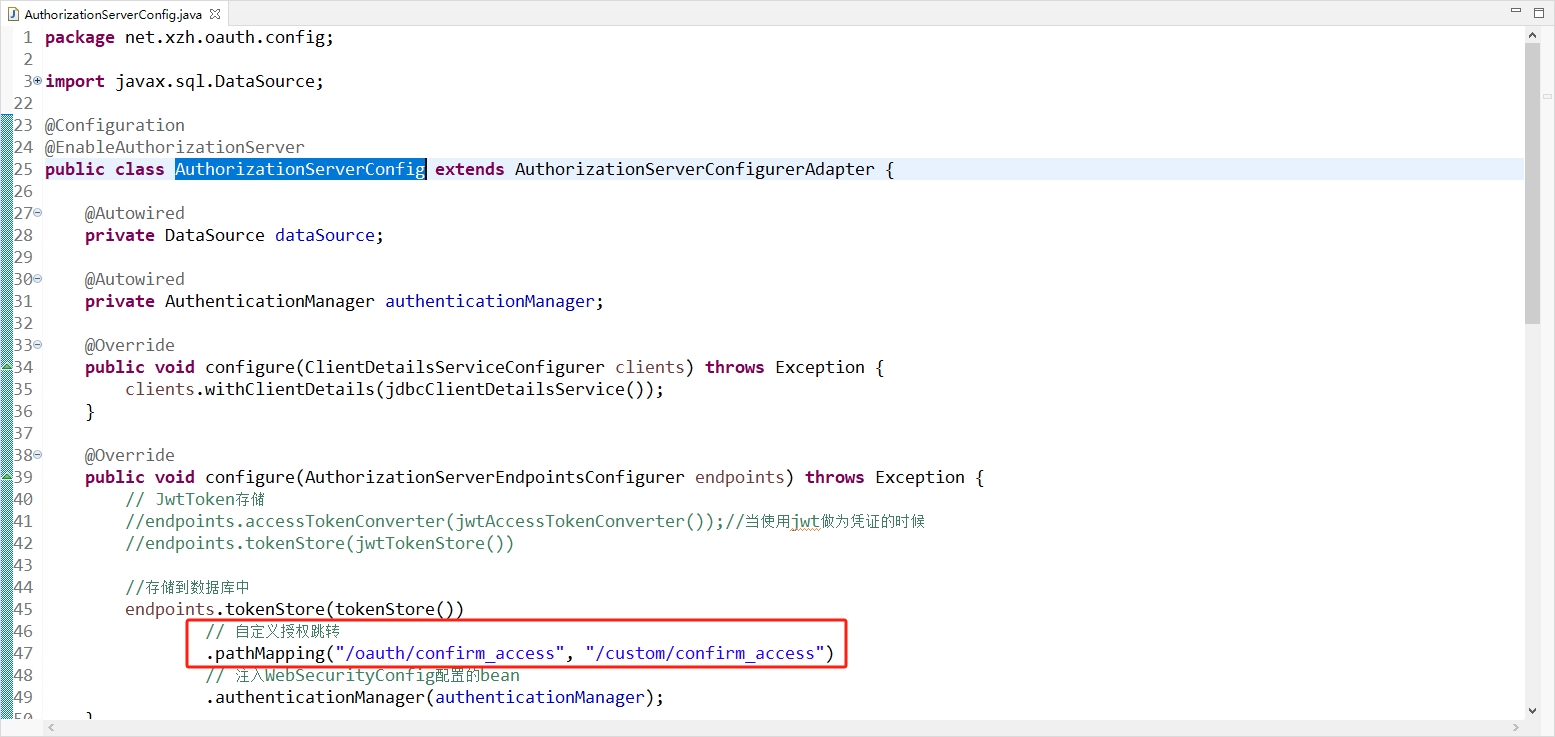 AuthorizationServerConfig.java
1 package net.xzh.oauth.config;
2
3 import javax.sql.DataSource;
22
23 @Configuration
24 @EnableAuthorizationServer
25 public class AuthorizationServerConfig extends AuthorizationServerConfigurerAdapter {
26
27 @Autowired
28 private DataSource dataSource;
29
30 @Autowired
31 private AuthenticationManager authenticationManager;
32
33 @Override
34 public void configure(ClientDetailsServiceConfigurer clients) throws Exception {
35 clients.withClientDetails(jdbcClientDetailsService());
36 }
37
38 @Override
39 public void configure(AuthorizationServerEndpointsConfigurer endpoints) throws Exception {
40 // JwtToken存储
41 //endpoints.accessTokenConverter(jwtAccessTokenConverter());//当使用jwt做为凭证的时候
42 //endpoints.tokenStore(jwtTokenStore())
43
44 //存储到数据库中
45 endpoints.tokenStore(tokenStore())
46 // 自定义授权跳转
47 .pathMapping("/oauth/confirm_access", "/custom/confirm_access")
48 // 注入WebSecurityConfig配置的bean
49 .authenticationManager(authenticationManager);
50 }